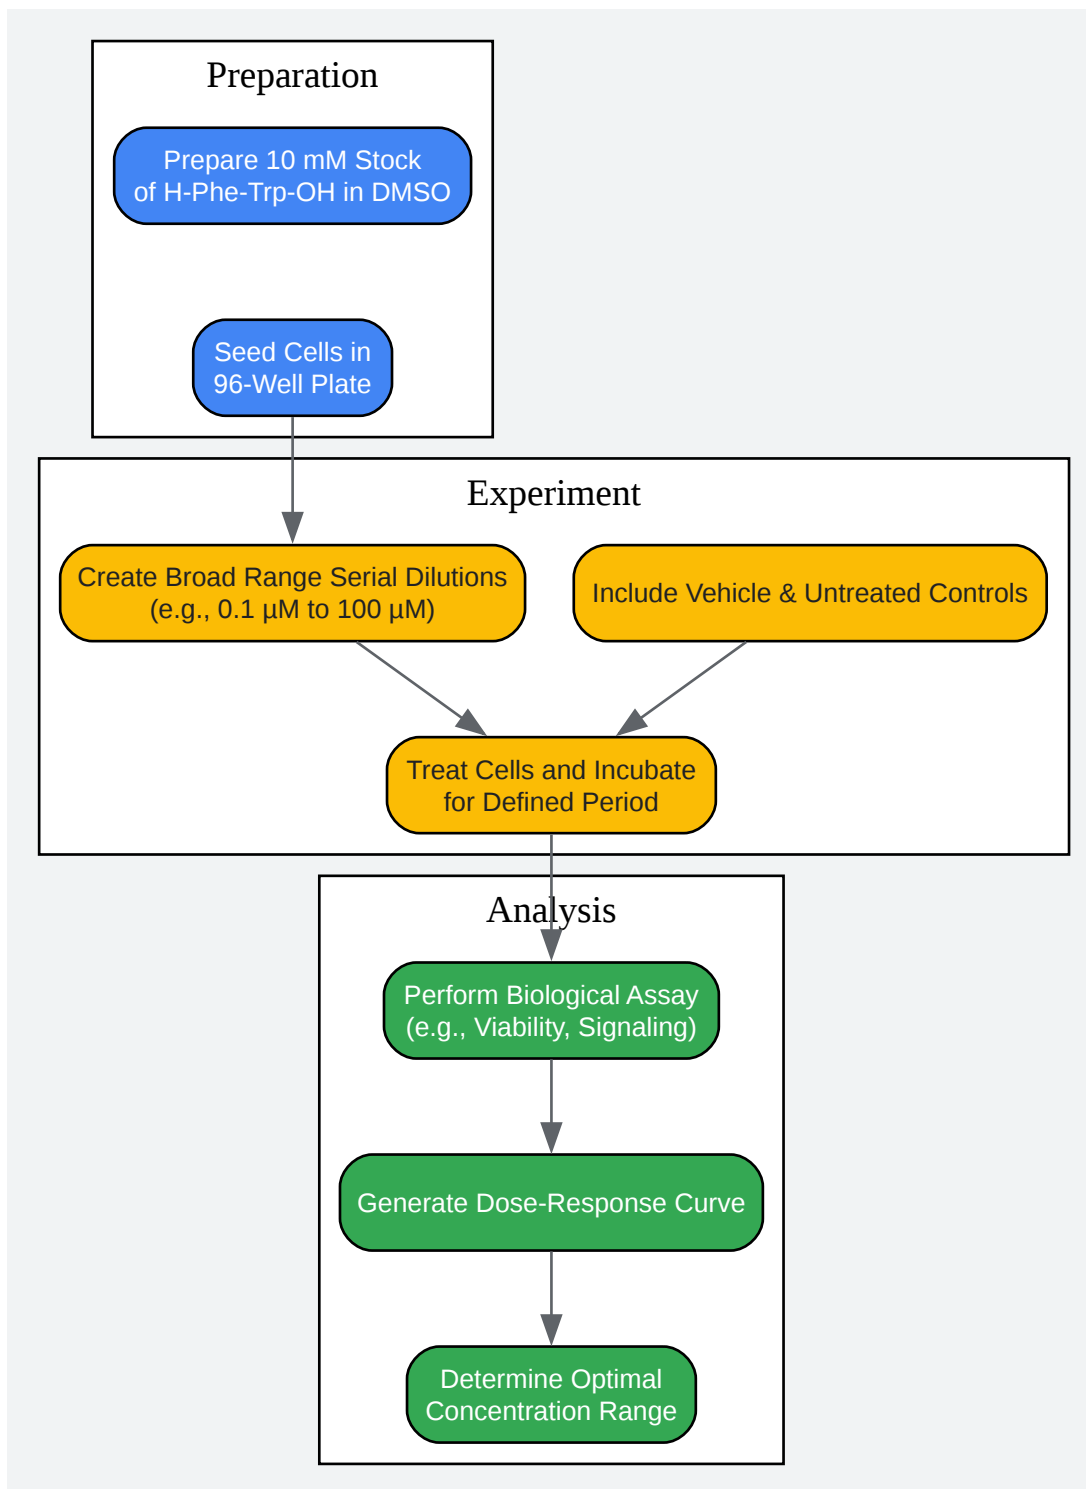 Preparation
Prepare 10 mM Stock
of H-Phe-Trp-OH in DMSO
Seed Cells in
96-Well Plate
Experiment
Create Broad Range Serial Dilutions
(e.g., 0.1 µM to 100 µM)
Include Vehicle & Untreated Controls
Treat Cells and Incubate
for Defined Period
Analysis
Perform Biological Assay
(e.g., Viability, Signaling)
Generate Dose-Response Curve
Determine Optimal
Concentration Range